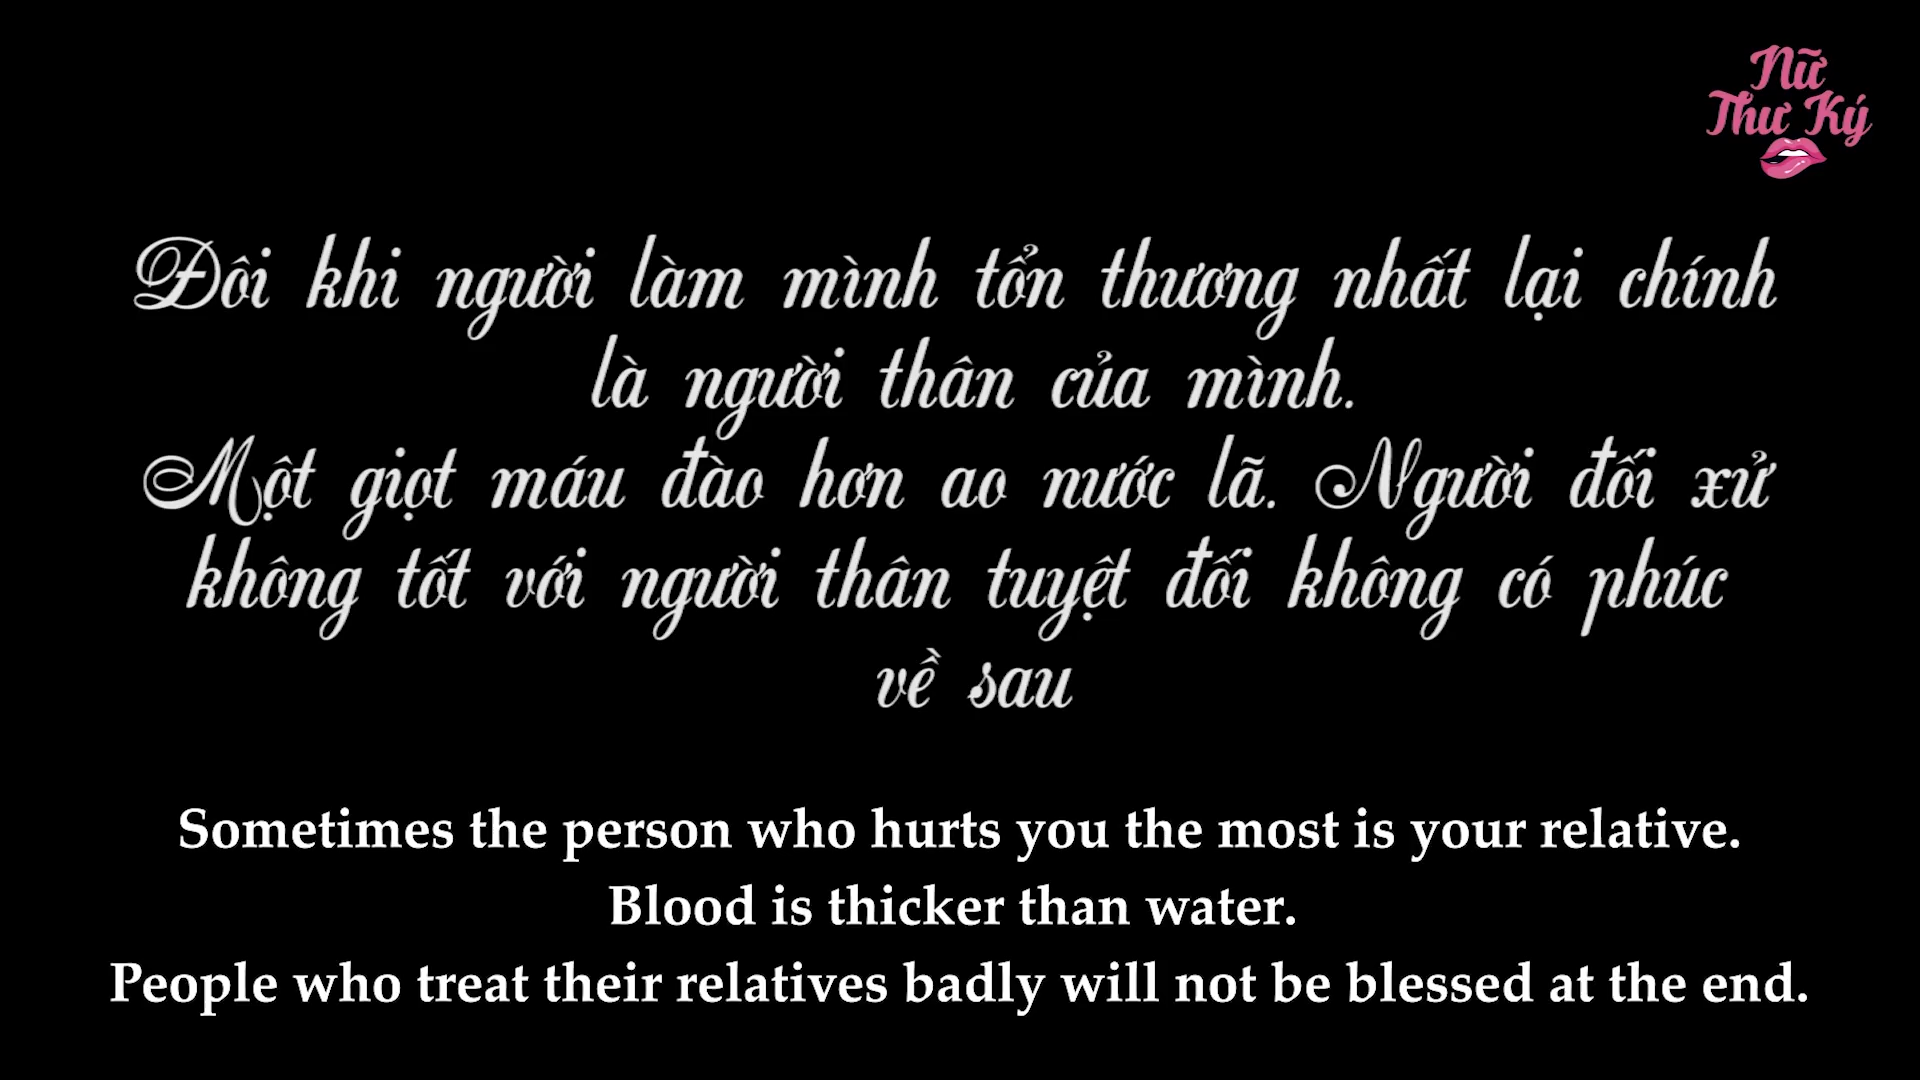 Nữ
Thư Ký
Đôi khi người làm mình tổn thương nhất lại chính
là người thân của mình.
Một giọt máu đào hơn ao nước lã. Người đối xử
không tốt với người thân tuyệt đối không có phúc
về sau
Sometimes the person who hurts you the most is your relative.
Blood is thicker than water.
People who treat their relatives badly will not be blessed at the end.